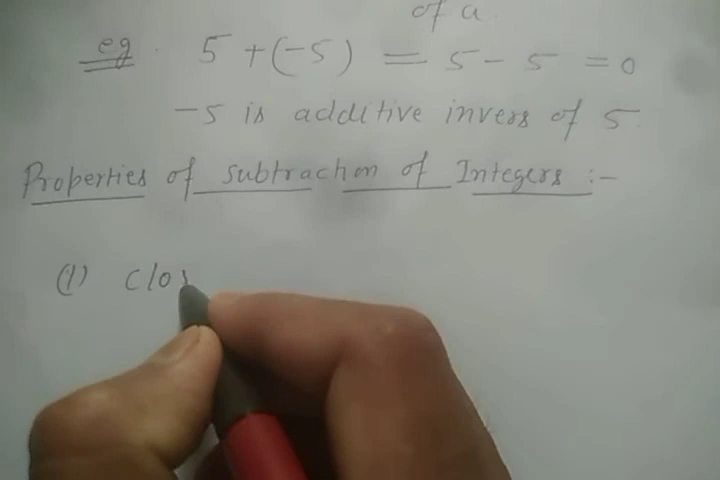 of a
eg. 5 + (-5) = 5 - 5 = 0
-5 is additive invers of 5.
Properties of subtraction of Integers :-
(1) clos